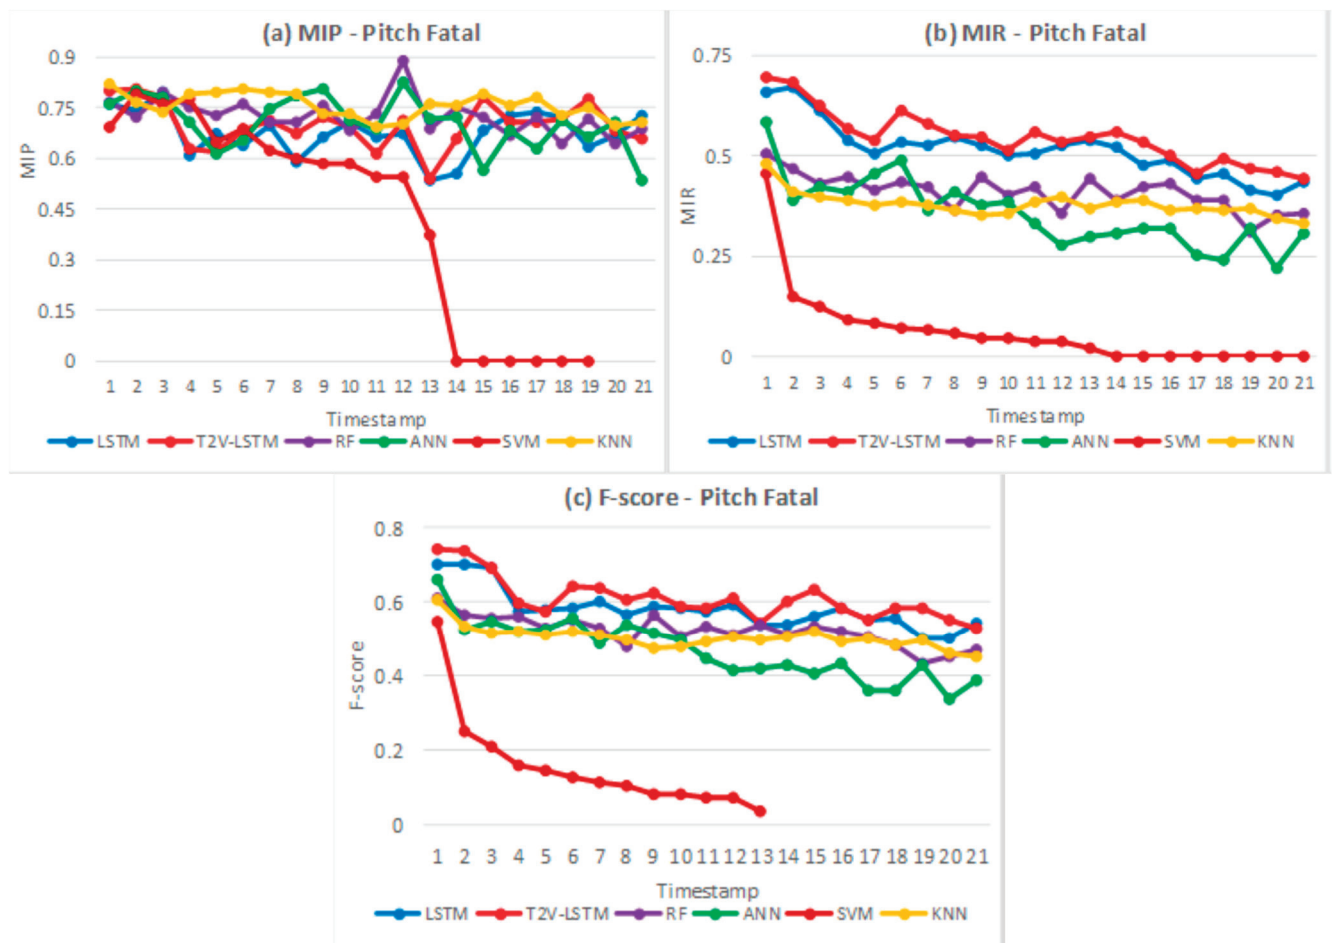 (a) MIP - Pitch Fatal
0.9
0.75
0.6
0.45
0.3
0.15
0
MIP
1 2 3 4 5 6 7 8 9 10 11 12 13 14 15 16 17 18 19 20 21
Timestamp
LSTM T2V-LSTM RF ANN SVM KNN
(b) MIR - Pitch Fatal
0.75
0.5
0.25
0
MIR
1 2 3 4 5 6 7 8 9 10 11 12 13 14 15 16 17 18 19 20 21
Timestamp
LSTM T2V-LSTM RF ANN SVM KNN
(c) F-score - Pitch Fatal
0.8
0.6
0.4
0.2
0
F-score
1 2 3 4 5 6 7 8 9 10 11 12 13 14 15 16 17 18 19 20 21
Timestamp
LSTM T2V-LSTM RF ANN SVM KNN